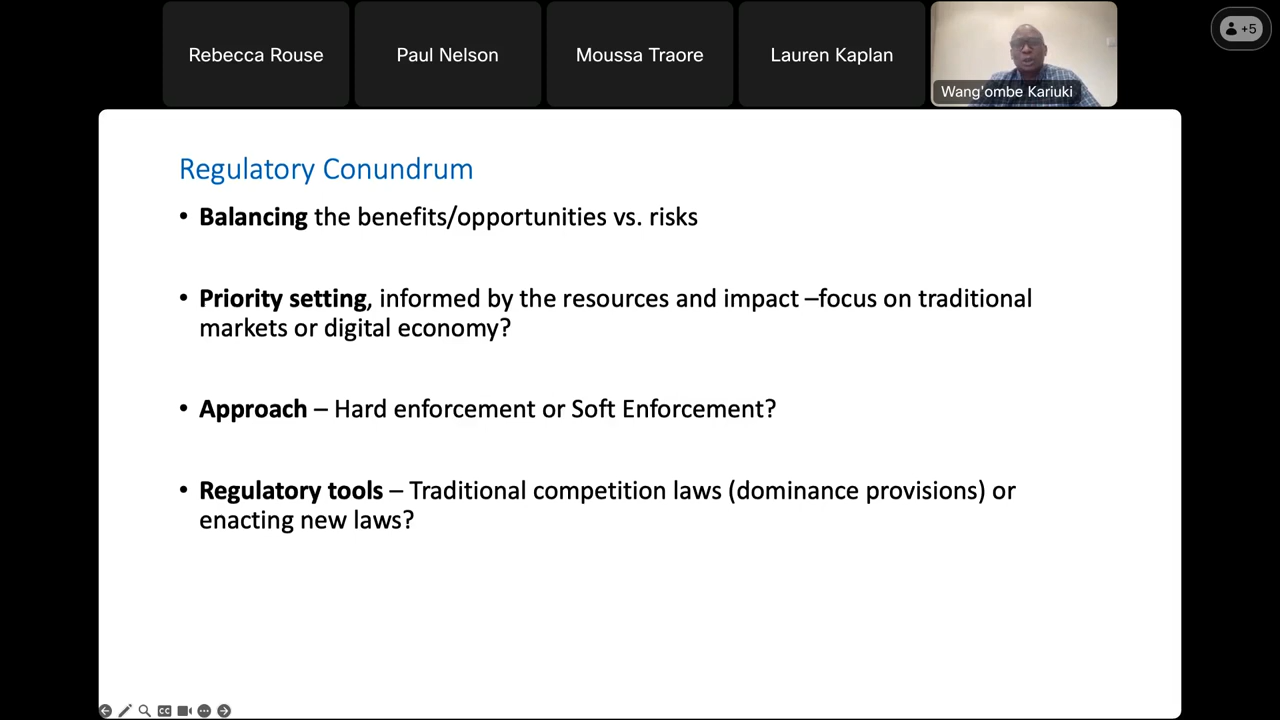 Rebecca Rouse
Paul Nelson
Moussa Traore
Lauren Kaplan
Wang'ombe Kariuki
+5
Regulatory Conundrum
• Balancing the benefits/opportunities vs. risks
• Priority setting, informed by the resources and impact –focus on traditional
markets or digital economy?
• Approach – Hard enforcement or Soft Enforcement?
• Regulatory tools – Traditional competition laws (dominance provisions) or
enacting new laws?
CC